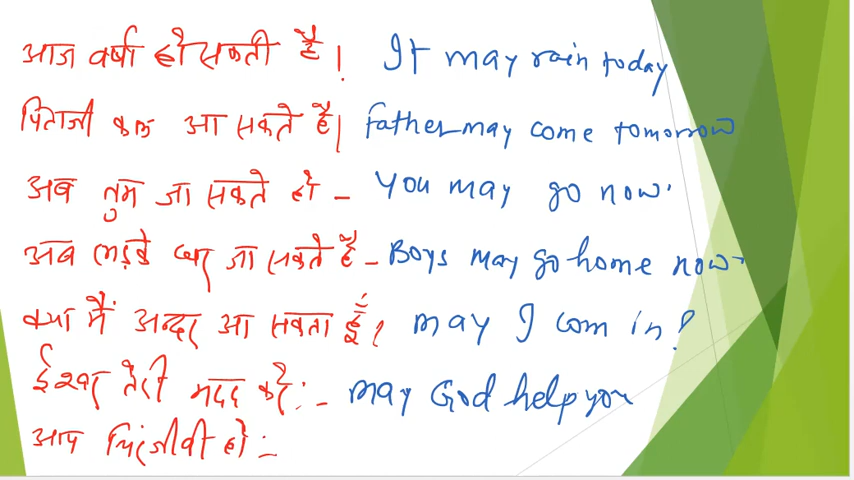 आज वर्षा हो सकती है। It may rain today
पिताजी कल आ सकते है। father may come tomorrow
अब तुम जा सकते हो - You may go now.
अब लड़के घर जा सकते है - Boys may go home now.
क्या मैं अन्दर आ सकता हूँ? may I com in?
ईश्वर तेरी मदद करे:- may God help you
आप चिरंजीवी हो:-